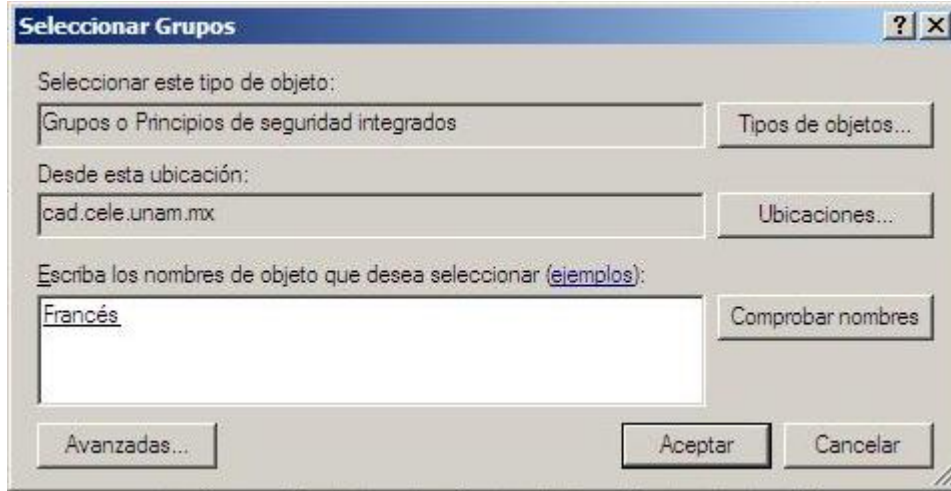 Seleccionar Grupos
Seleccionar este tipo de objeto:
Grupos o Principios de seguridad integrados
Tipos de objetos...
Desde esta ubicación:
cad.cele.unam.mx
Ubicaciones...
Escriba los nombres de objeto que desea seleccionar (ejemplos):
Francés
Comprobar nombres
Avanzadas...
Aceptar
Cancelar